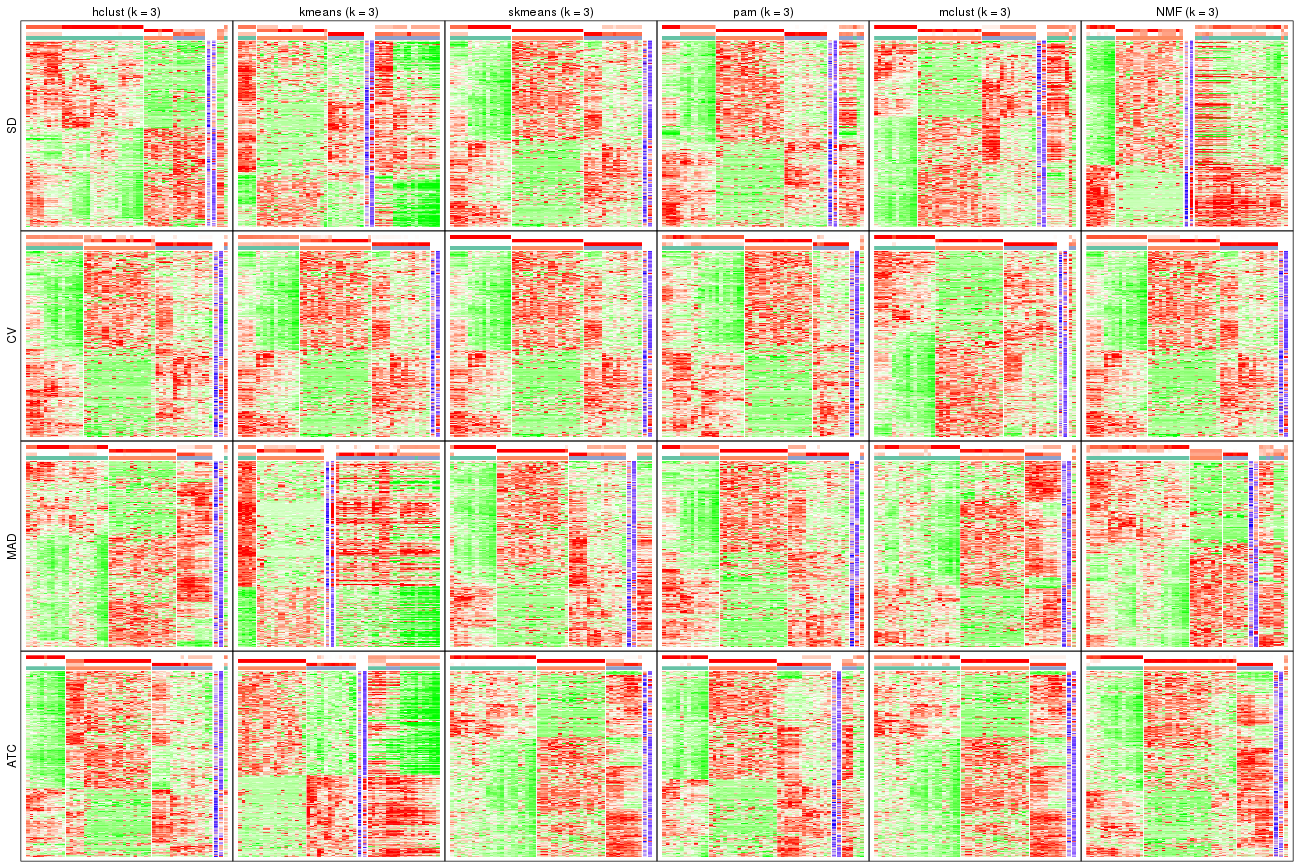 hclust (k = 3)
kmeans (k = 3)
skmeans (k = 3)
pam (k = 3)
mclust (k = 3)
NMF (k = 3)
SD
CV
MAD
ATC